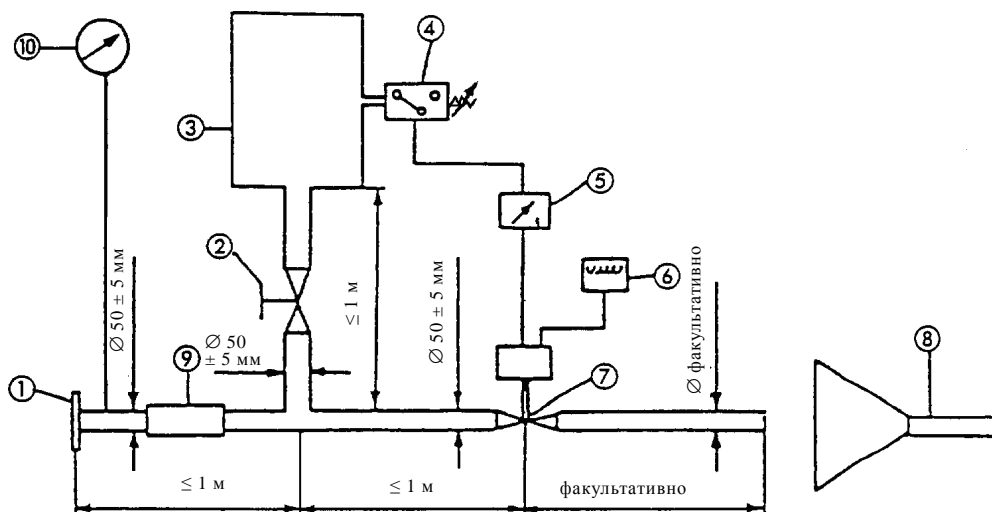 ⑩
④
③
⑤
②
⑥
∅ 50 ± 5 мм
≤ 1 м
∅ 50 ± 5 мм
∅ факультативно
⑨
∅ 50
± 5 мм
⑦
⑧
①
≤ 1 м
≤ 1 м
факультативно